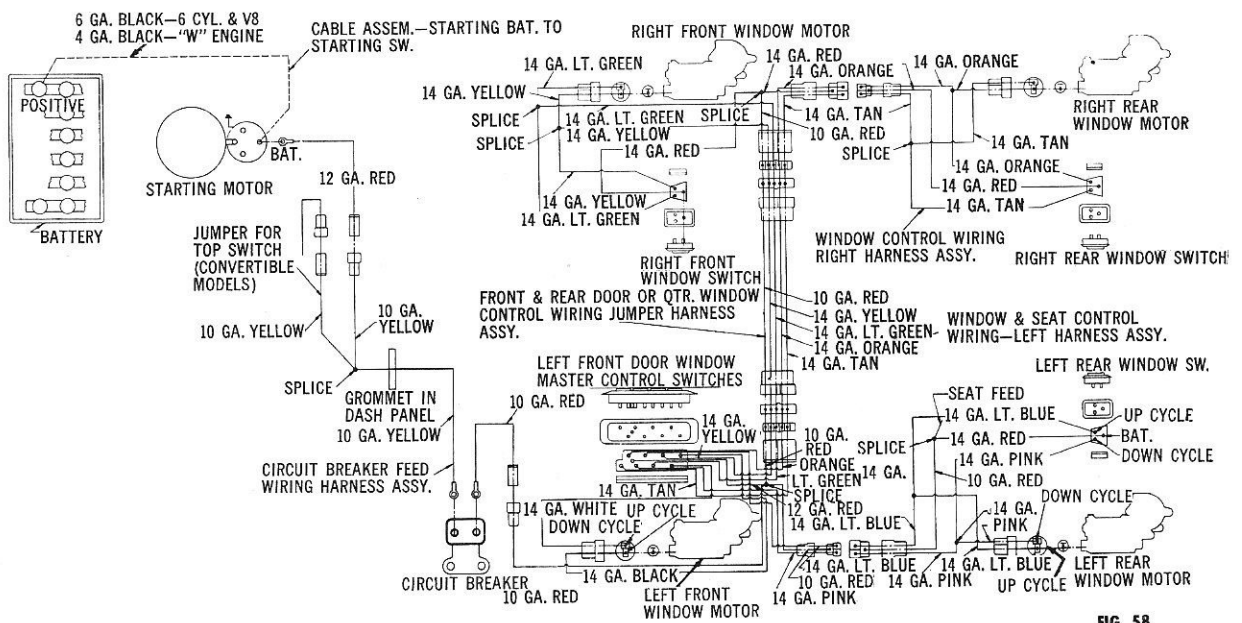 6 GA. BLACK—6 CYL. & V8
4 GA. BLACK—"W" ENGINE
CABLE ASSEM.—STARTING BAT. TO
STARTING SW.
POSITIVE
BATTERY
STARTING MOTOR
BAT.
12 GA. RED
JUMPER FOR
TOP SWITCH
(CONVERTIBLE
MODELS)
10 GA. YELLOW
10 GA.
YELLOW
SPLICE
GROMMET IN
DASH PANEL
10 GA. YELLOW
CIRCUIT BREAKER FEED
WIRING HARNESS ASSY.
CIRCUIT BREAKER
10 GA. RED
10 GA. RED
RIGHT FRONT WINDOW MOTOR
14 GA. LT. GREEN
14 GA. YELLOW
SPLICE
14 GA. LT. GREEN
SPLICE
14 GA. YELLOW
SPLICE
14 GA. RED
14 GA. YELLOW
14 GA. LT. GREEN
RIGHT FRONT
WINDOW SWITCH
14 GA. RED
14 GA. ORANGE
14 GA. TAN
10 GA. RED
14 GA. ORANGE
RIGHT REAR
WINDOW MOTOR
SPLICE
14 GA. TAN
14 GA. ORANGE
14 GA. RED
14 GA. TAN
WINDOW CONTROL WIRING
RIGHT HARNESS ASSY.
RIGHT REAR WINDOW SWITCH
FRONT & REAR DOOR OR QTR. WINDOW
CONTROL WIRING JUMPER HARNESS
ASSY.
10 GA. RED
14 GA. YELLOW
14 GA. LT. GREEN
14 GA. ORANGE
14 GA. TAN
WINDOW & SEAT CONTROL
WIRING—LEFT HARNESS ASSY.
LEFT FRONT DOOR WINDOW
MASTER CONTROL SWITCHES
14 GA.
YELLOW
10 GA.
RED
ORANGE
14 GA.
LT. GREEN
SPLICE
12 GA. RED
14 GA. LT. BLUE
14 GA. TAN
14 GA. WHITE
UP CYCLE
DOWN CYCLE
14 GA. BLACK
LEFT FRONT
WINDOW MOTOR
LEFT REAR WINDOW SW.
SEAT FEED
14 GA. LT. BLUE
UP CYCLE
SPLICE
14 GA. RED
BAT.
14 GA. PINK
DOWN CYCLE
10 GA. RED
14 GA.
PINK
DOWN CYCLE
14 GA. LT. BLUE
10 GA. RED
14 GA. PINK
14 GA. PINK
14 GA. LT. BLUE
UP CYCLE
LEFT REAR
WINDOW MOTOR
FIG. 58